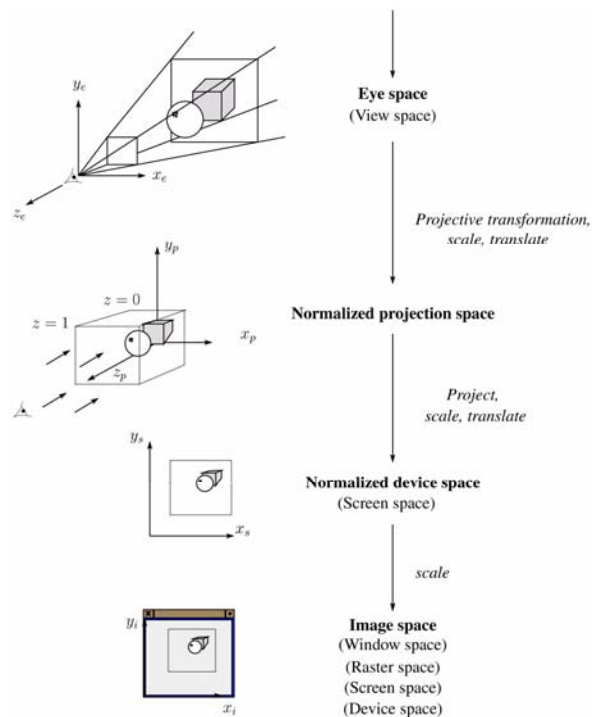 y_e
x_e
z_e
Eye space
(View space)
Projective transformation,
scale, translate
y_p
z = 0
z = 1
x_p
z_p
Normalized projection space
Project,
scale, translate
y_s
x_s
Normalized device space
(Screen space)
scale
y_i
x_i
Image space
(Window space)
(Raster space)
(Screen space)
(Device space)